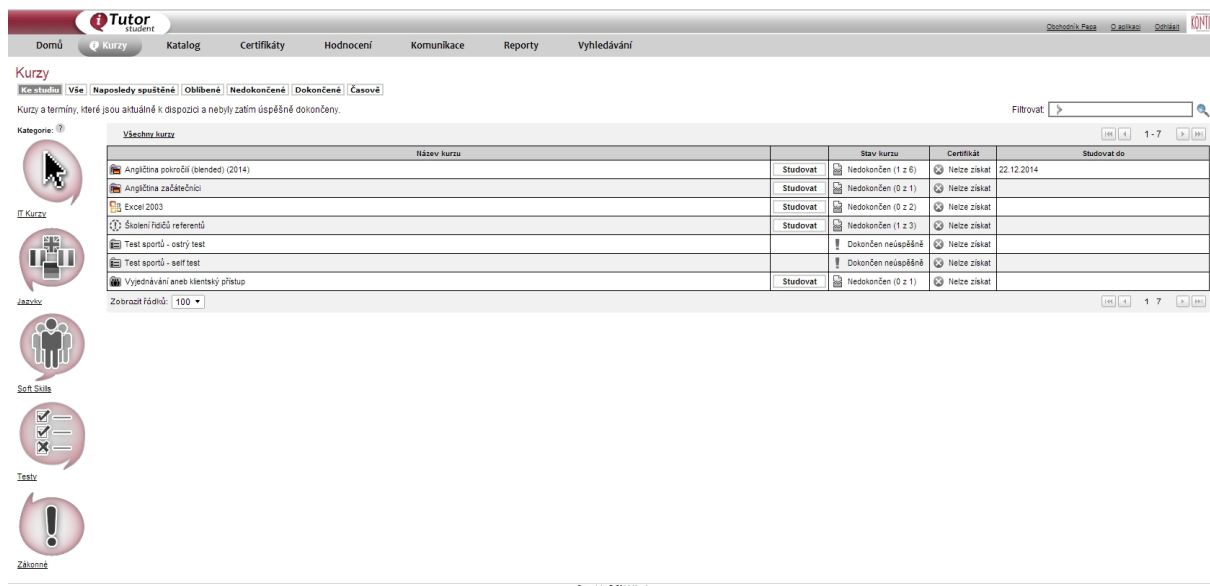 iTutor
student
Obchodník Pepa O aplikaci Odhlásit
Domů Kurzy Katalog Certifikáty Hodnocení Komunikace Reporty Vyhledávání
Kurzy
Ke studiu Vše Naposledy spuštěné Oblíbené Nedokončené Dokončené Časově
Kurzy a termíny, které jsou aktuálně k dispozici a nebyly zatím úspěšně dokončeny.
Filtrovat:
Kategorie: ?
Všechny kurzy 1 - 7
Název kurzu Stav kurzu Certifikát Studovat do
Angličtina pokročilí (blended) (2014) Studovat Nedokončen (1 z 6) Nelze získat 22.12.2014
Angličtina začátečníci Studovat Nedokončen (0 z 1) Nelze získat
Excel 2003 Studovat Nedokončen (0 z 2) Nelze získat
Školení řidičů referentů Studovat Nedokončen (1 z 3) Nelze získat
Test sportů - ostrý test Dokončen neúspěšně Nelze získat
Test sportů - self test Dokončen neúspěšně Nelze získat
Vyjednávání aneb klientský přístup Studovat Nedokončen (0 z 1) Nelze získat
Zobrazit řádků: 100 1 7
IT Kurzy
Jazyky
Soft Skills
Testy
Zákonné